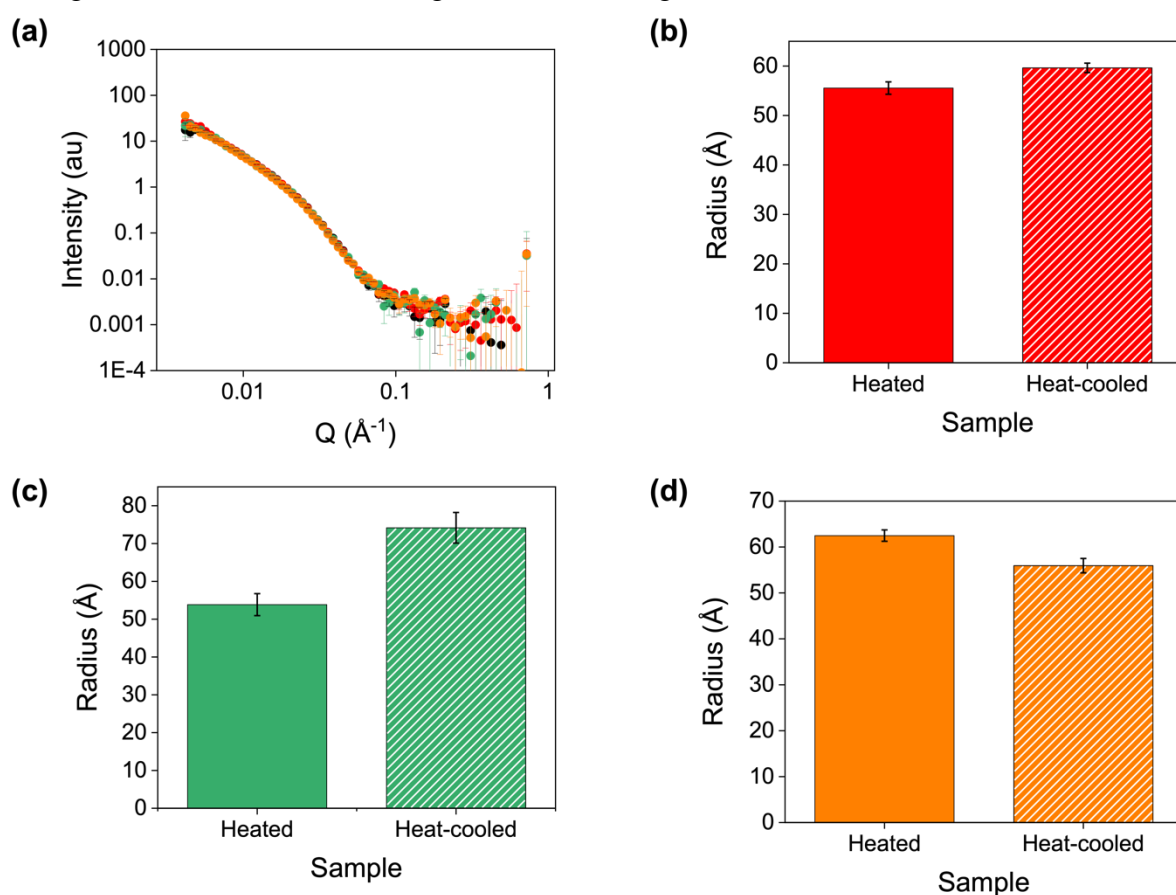 (a)
1000
100
10
1
0.1
0.01
0.001
1E-4
Intensity (au)
0.01 0.1 1
Q (Å⁻¹)
(b)
60
50
40
30
20
10
0
Radius (Å)
Heated Heat-cooled
Sample
(c)
80
70
60
50
40
30
20
10
0
Radius (Å)
Heated Heat-cooled
Sample
(d)
70
60
50
40
30
20
10
0
Radius (Å)
Heated Heat-cooled
Sample